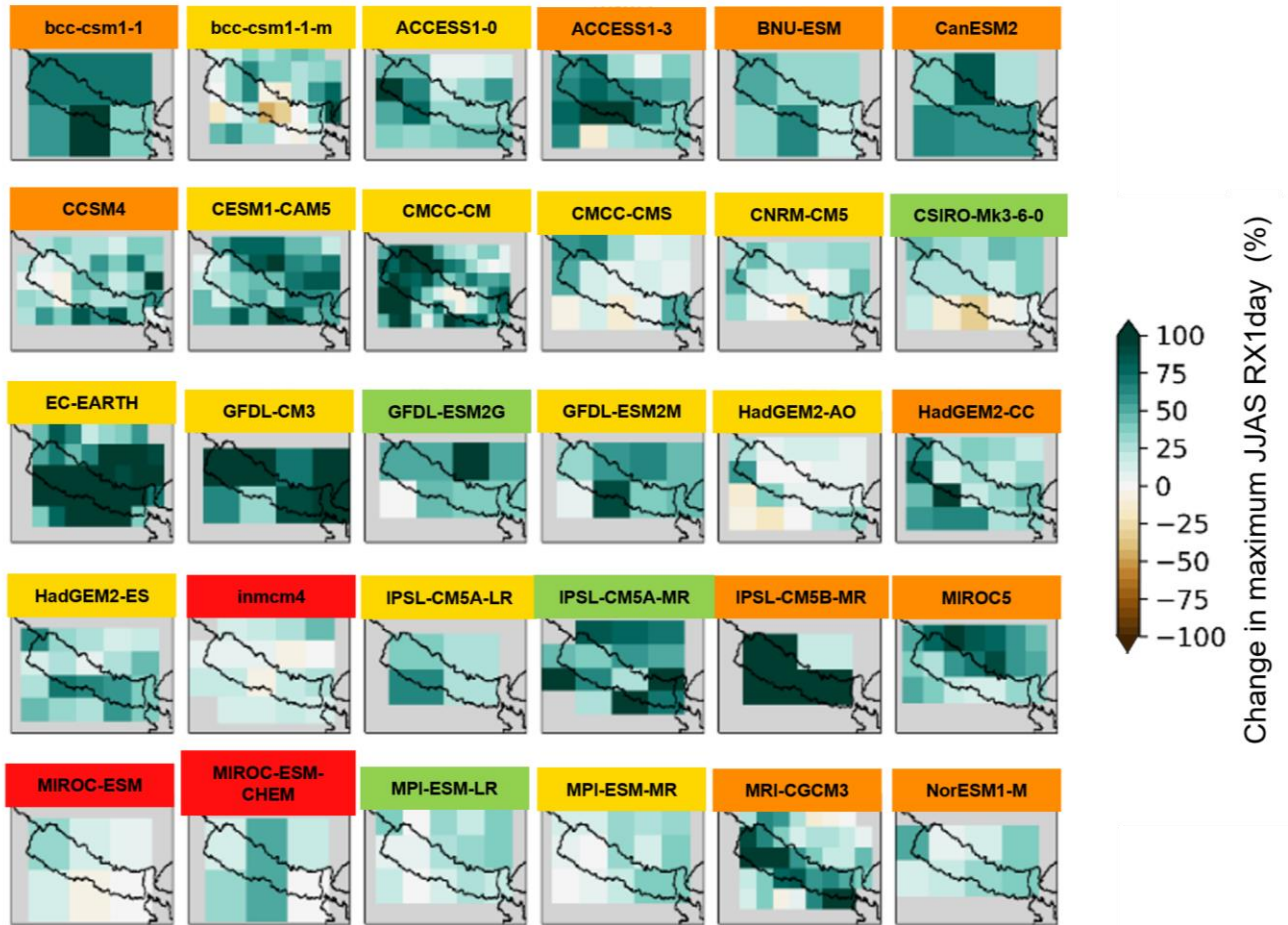 bcc-csm1-1
bcc-csm1-1-m
ACCESS1-0
ACCESS1-3
BNU-ESM
CanESM2
CCSM4
CESM1-CAM5
CMCC-CM
CMCC-CMS
CNRM-CM5
CSIRO-Mk3-6-0
EC-EARTH
GFDL-CM3
GFDL-ESM2G
GFDL-ESM2M
HadGEM2-AO
HadGEM2-CC
HadGEM2-ES
inmcm4
IPSL-CM5A-LR
IPSL-CM5A-MR
IPSL-CM5B-MR
MIROC5
MIROC-ESM
MIROC-ESM-
CHEM
MPI-ESM-LR
MPI-ESM-MR
MRI-CGCM3
NorESM1-M
100
75
50
25
0
−25
−50
−75
−100
Change in maximum JJAS RX1day (%)